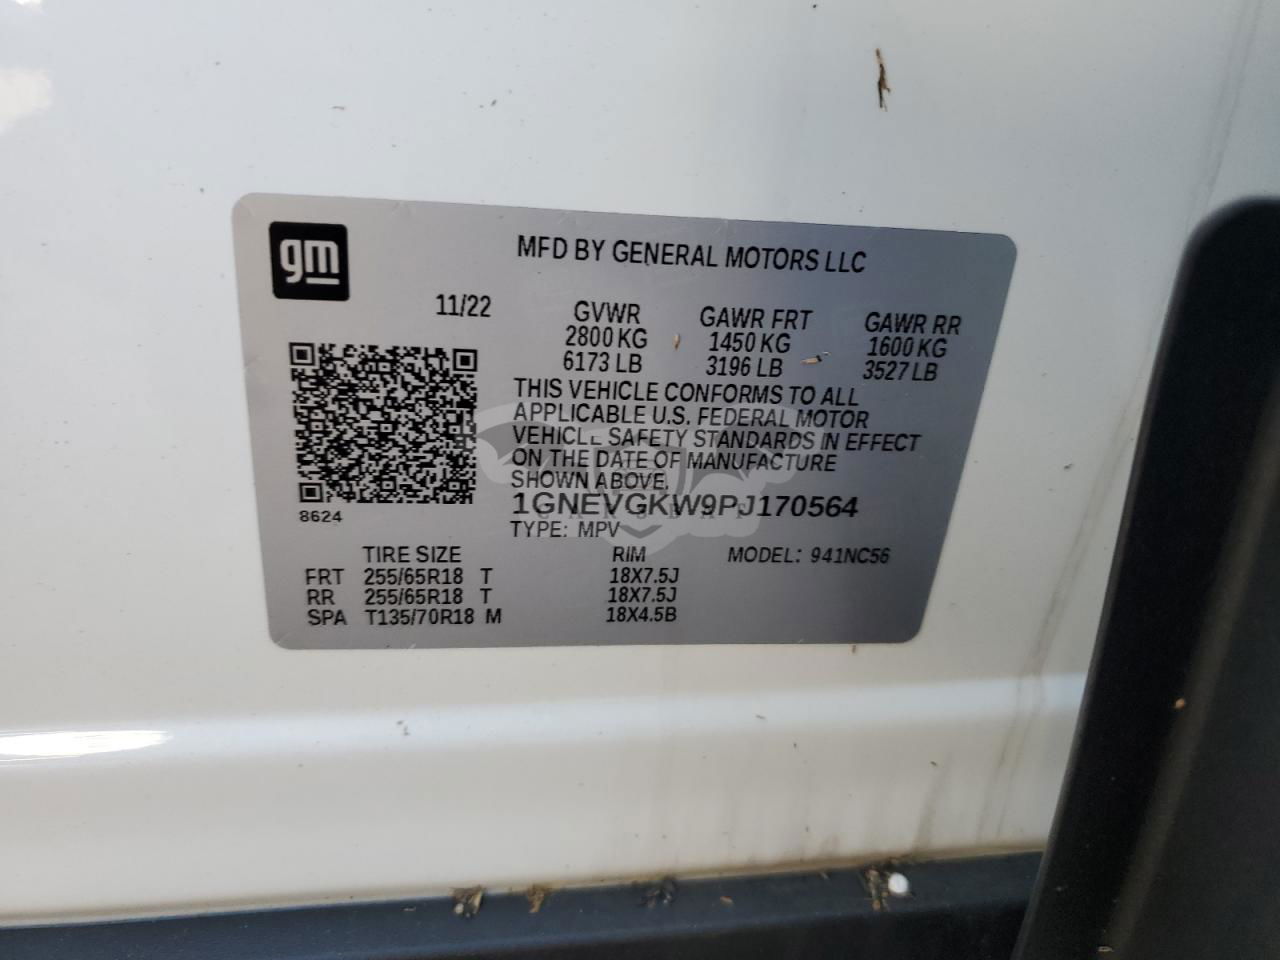 gm
MFD BY GENERAL MOTORS LLC
11/22
GVWR GAWR FRT GAWR RR
2800 KG 1450 KG 1600 KG
6173 LB 3196 LB 3527 LB
THIS VEHICLE CONFORMS TO ALL
APPLICABLE U.S. FEDERAL MOTOR
VEHICLE SAFETY STANDARDS IN EFFECT
ON THE DATE OF MANUFACTURE
SHOWN ABOVE.
1GNEVGKW9PJ170564
8624
TYPE: MPV
TIRE SIZE RIM MODEL: 941NC56
FRT 255/65R18 T 18X7.5J
RR 255/65R18 T 18X7.5J
SPA T135/70R18 M 18X4.5B